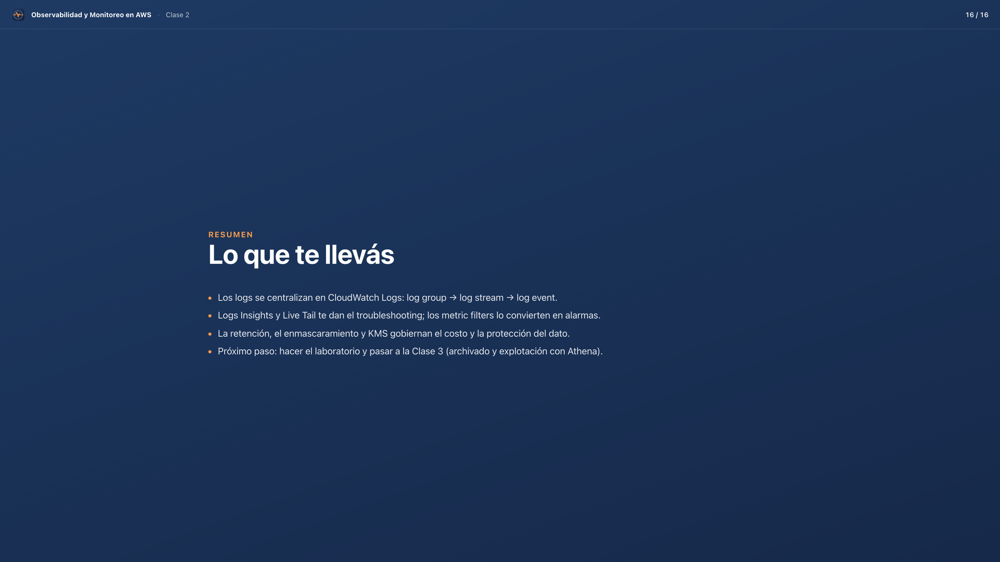 Observabilidad y Monitoreo en AWS · Clase 2
16 / 16
RESUMEN
Lo que te llevás
• Los logs se centralizan en CloudWatch Logs: log group → log stream → log event.
• Logs Insights y Live Tail te dan el troubleshooting; los metric filters lo convierten en alarmas.
• La retención, el enmascaramiento y KMS gobiernan el costo y la protección del dato.
• Próximo paso: hacer el laboratorio y pasar a la Clase 3 (archivado y explotación con Athena).